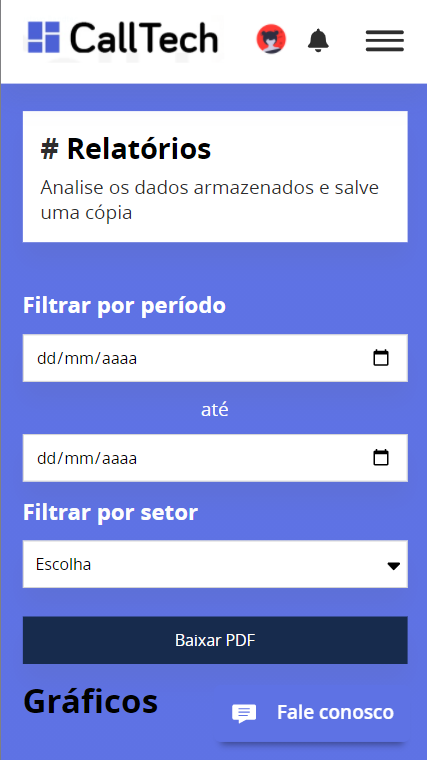 CallTech
# Relatórios
Analise os dados armazenados e salve
uma cópia
Filtrar por período
dd/mm/aaaa
até
dd/mm/aaaa
Filtrar por setor
Escolha
Baixar PDF
Gráficos
Fale conosco